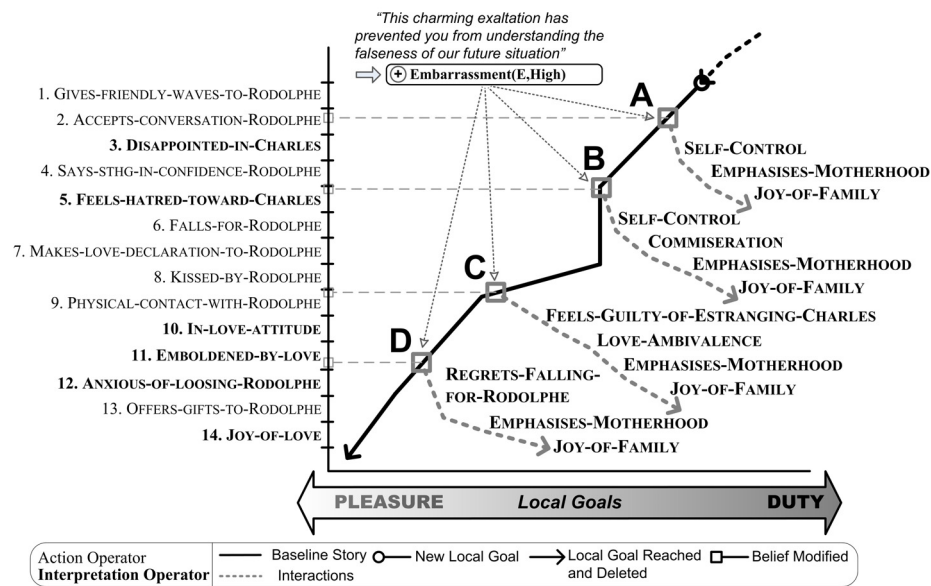 “This charming exaltation has
prevented you from understanding the
falseness of our future situation”
+ Embarrassment(E,High)
1. Gives-friendly-waves-to-Rodolphe
2. Accepts-conversation-Rodolphe
3. Disappointed-in-Charles
4. Says-sthg-in-confidence-Rodolphe
5. Feels-hatred-toward-Charles
6. Falls-for-Rodolphe
7. Makes-love-declaration-to-Rodolphe
8. Kissed-by-Rodolphe
9. Physical-contact-with-Rodolphe
10. In-love-attitude
11. Emboldened-by-love
12. Anxious-of-loosing-Rodolphe
13. Offers-gifts-to-Rodolphe
14. Joy-of-love
A
Self-Control
Emphasises-Motherhood
Joy-of-Family
B
Self-Control
Commiseration
Emphasises-Motherhood
Joy-of-Family
C
Feels-Guilty-of-Estranging-Charles
Love-Ambivalence
Emphasises-Motherhood
Joy-of-Family
D
Regrets-Falling-
for-Rodolphe
Emphasises-Motherhood
Joy-of-Family
PLEASURE Local Goals DUTY
Action Operator
Interpretation Operator
Baseline Story
Interactions
New Local Goal
Local Goal Reached
and Deleted
Belief Modified